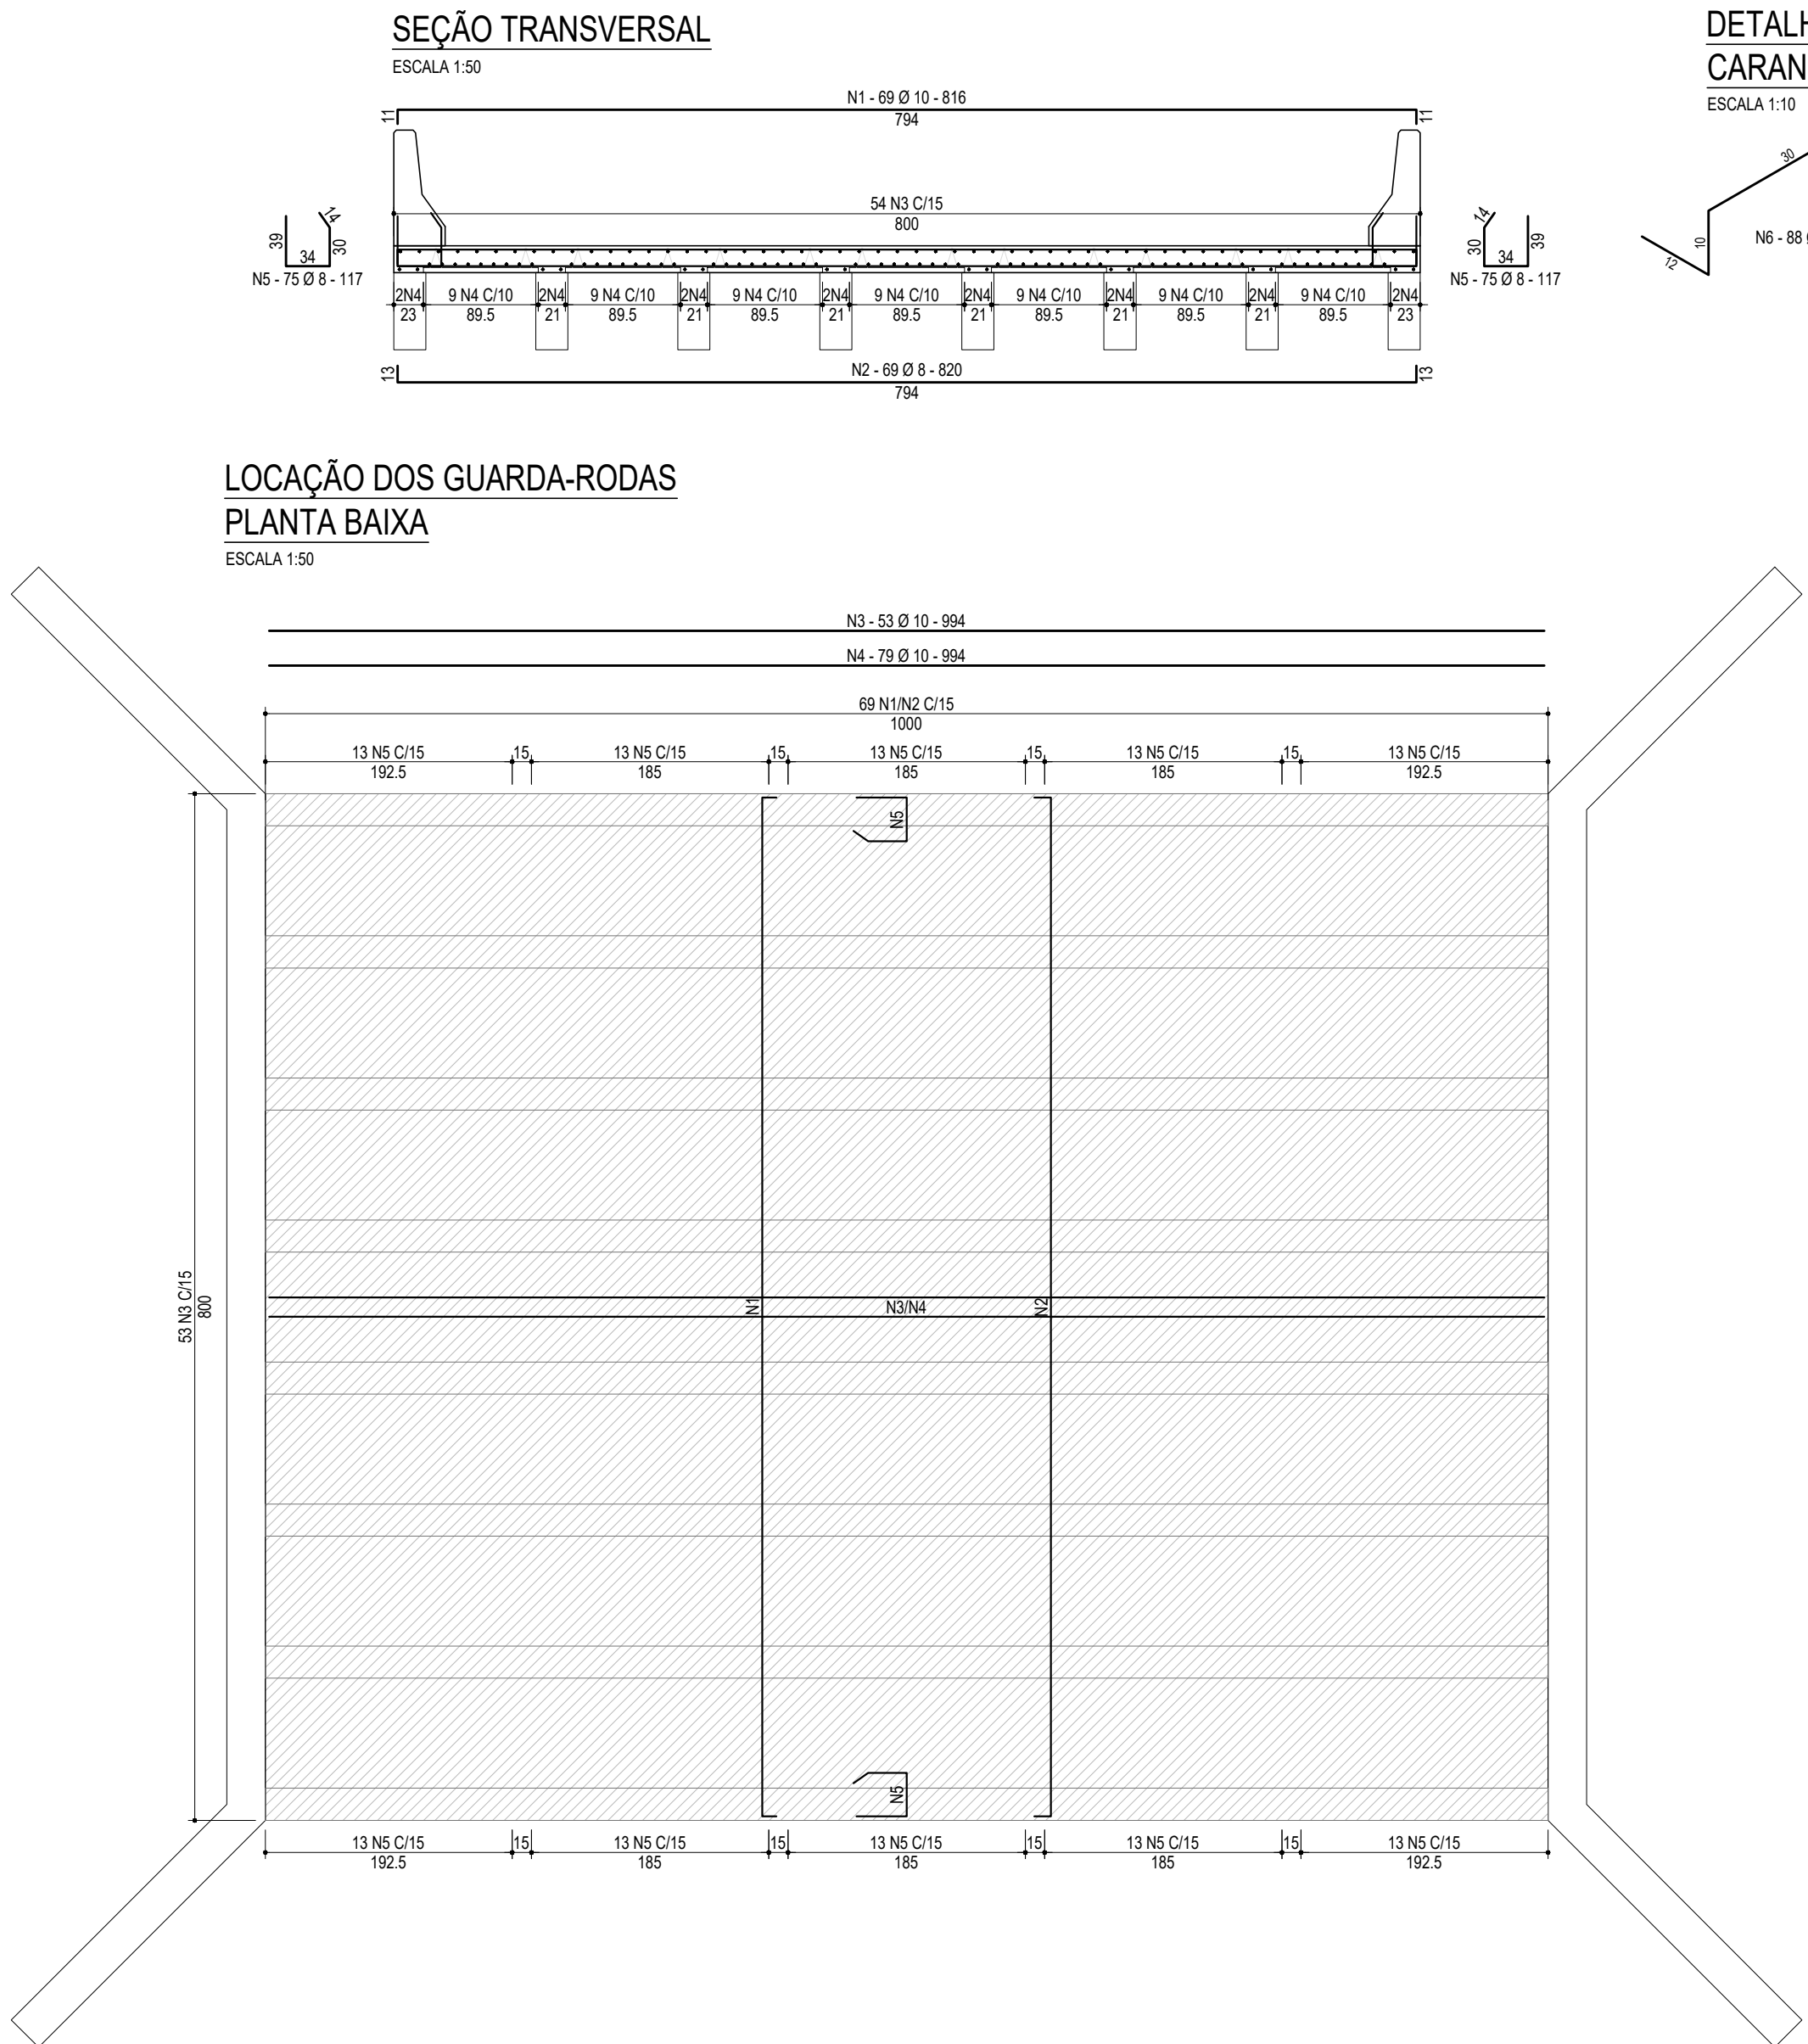 SEÇÃO TRANSVERSAL
ESCALA 1:50
DETALH
CARAN
ESCALA 1:10
N1 - 69 Ø 10 - 816
794
11
11
54 N3 C/15
800
39
34
30
14
N5 - 75 Ø 8 - 117
14
30
34
39
N5 - 75 Ø 8 - 117
30
10
12
N6 - 88
2N4 9 N4 C/10 2N4 9 N4 C/10 2N4 9 N4 C/10 2N4 9 N4 C/10 2N4 9 N4 C/10 2N4 9 N4 C/10 2N4 9 N4 C/10 2N4
23 89.5 21 89.5 21 89.5 21 89.5 21 89.5 21 89.5 21 89.5 23
13
N2 - 69 Ø 8 - 820
794
13
LOCAÇÃO DOS GUARDA-RODAS
PLANTA BAIXA
ESCALA 1:50
N3 - 53 Ø 10 - 994
N4 - 79 Ø 10 - 994
69 N1/N2 C/15
1000
13 N5 C/15 15 13 N5 C/15 15 13 N5 C/15 15 13 N5 C/15 15 13 N5 C/15
192.5 185 185 185 192.5
N5
53 N3 C/15
800
N1
N3/N4
N2
N5
13 N5 C/15 15 13 N5 C/15 15 13 N5 C/15 15 13 N5 C/15 15 13 N5 C/15
192.5 185 185 185 192.5